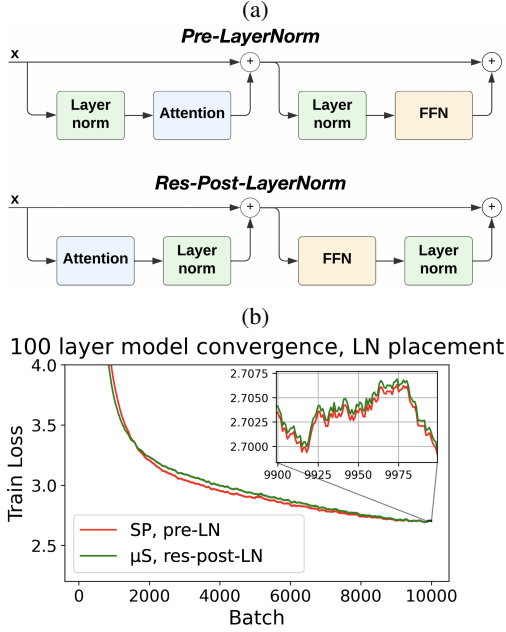 (a)
Pre-LayerNorm
x
+
+
Layer
norm
Attention
Layer
norm
FFN
Res-Post-LayerNorm
x
+
+
Attention
Layer
norm
FFN
Layer
norm
(b)
100 layer model convergence, LN placement
4.0
3.5
3.0
2.5
Train Loss
2.7075
2.7050
2.7025
2.7000
9900 9925 9950 9975
SP, pre-LN
μS, res-post-LN
0 2000 4000 6000 8000 10000
Batch